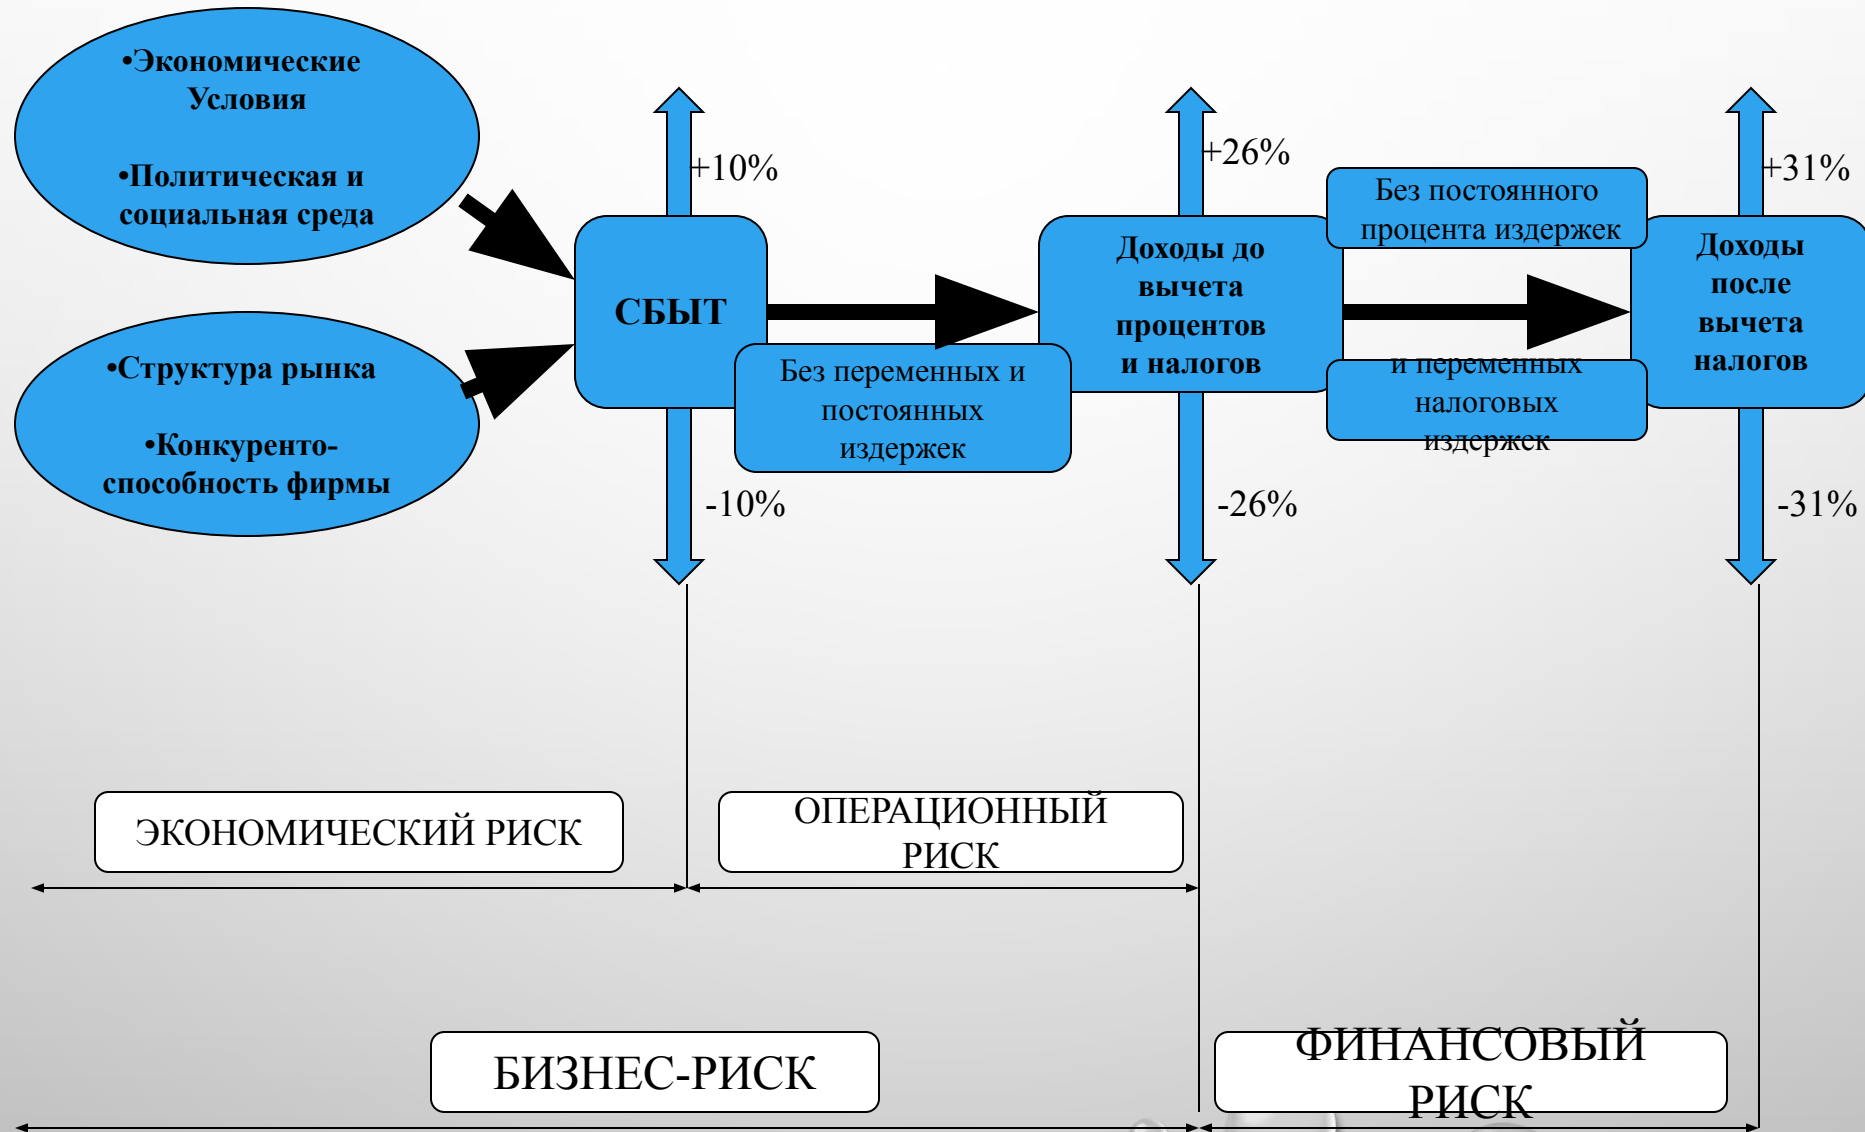 •Экономические
Условия
•Политическая и
социальная среда
•Структура рынка
•Конкуренто-
способность фирмы
+10%
СБЫТ
-10%
Без переменных и
постоянных
издержек
+26%
Доходы до
вычета
процентов
и налогов
-26%
Без постоянного
процента издержек
и переменных
налоговых
издержек
+31%
Доходы
после
вычета
налогов
-31%
ЭКОНОМИЧЕСКИЙ РИСК
ОПЕРАЦИОННЫЙ
РИСК
БИЗНЕС-РИСК
ФИНАНСОВЫЙ
РИСК